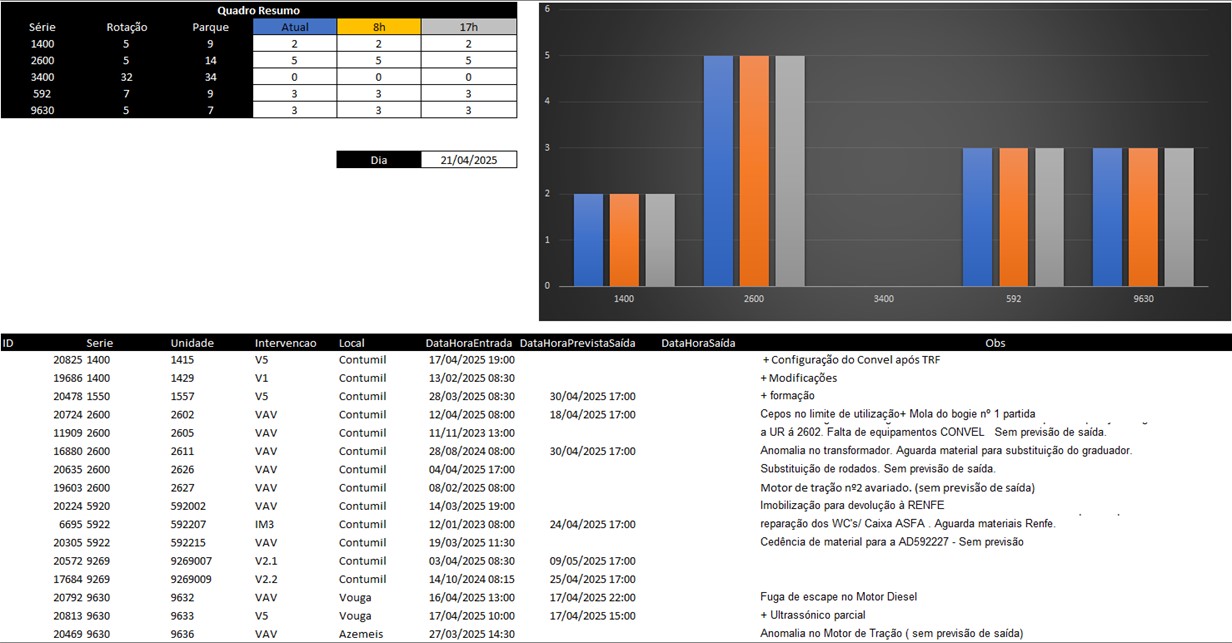 Quadro Resumo
Série Rotação Parque Atual 8h 17h
1400 5 9 2 2 2
2600 5 14 5 5 5
3400 32 34 0 0 0
592 7 9 3 3 3
9630 5 7 3 3 3
Dia 21/04/2025
6
5
4
3
2
1
0
1400 2600 3400 592 9630
ID Serie Unidade Intervencao Local DataHoraEntrada DataHoraPrevistaSaída DataHoraSaída Obs
20825 1400 1415 V5 Contumil 17/04/2025 19:00 + Configuração do Convel após TRF
19686 1400 1429 V1 Contumil 13/02/2025 08:30 + Modificações
20478 1550 1557 V5 Contumil 28/03/2025 08:30 30/04/2025 17:00 + formação
20724 2600 2602 VAV Contumil 12/04/2025 08:00 18/04/2025 17:00 Cepos no limite de utilização+ Mola do bogie nº 1 partida
11909 2600 2605 VAV Contumil 11/11/2023 13:00 a UR á 2602. Falta de equipamentos CONVEL Sem previsão de saída.
16880 2600 2611 VAV Contumil 28/08/2024 08:00 30/04/2025 17:00 Anomalia no transformador. Aguarda material para substituição do graduador.
20635 2600 2626 VAV Contumil 04/04/2025 17:00 Substituição de rodados. Sem previsão de saída.
19603 2600 2627 VAV Contumil 08/02/2025 08:00 Motor de tração nº2 avariado. (sem previsão de saída)
20224 5920 592002 VAV Contumil 14/03/2025 19:00 Imobilização para devolução à RENFE
6695 5922 592207 IM3 Contumil 12/01/2023 08:00 24/04/2025 17:00 reparação dos WC's/ Caixa ASFA . Aguarda materiais Renfe.
20305 5922 592215 VAV Contumil 19/03/2025 11:30 Cedência de material para a AD592227 - Sem previsão
20572 9269 9269007 V2.1 Contumil 03/04/2025 08:30 09/05/2025 17:00
17684 9269 9269009 V2.2 Contumil 14/10/2024 08:15 25/04/2025 17:00
20792 9630 9632 VAV Vouga 16/04/2025 13:00 17/04/2025 22:00 Fuga de escape no Motor Diesel
20813 9630 9633 V5 Vouga 17/04/2025 10:00 17/04/2025 15:00 + Ultrassónico parcial
20469 9630 9636 VAV Azemeis 27/03/2025 14:30 Anomalia no Motor de Tração ( sem previsão de saída)